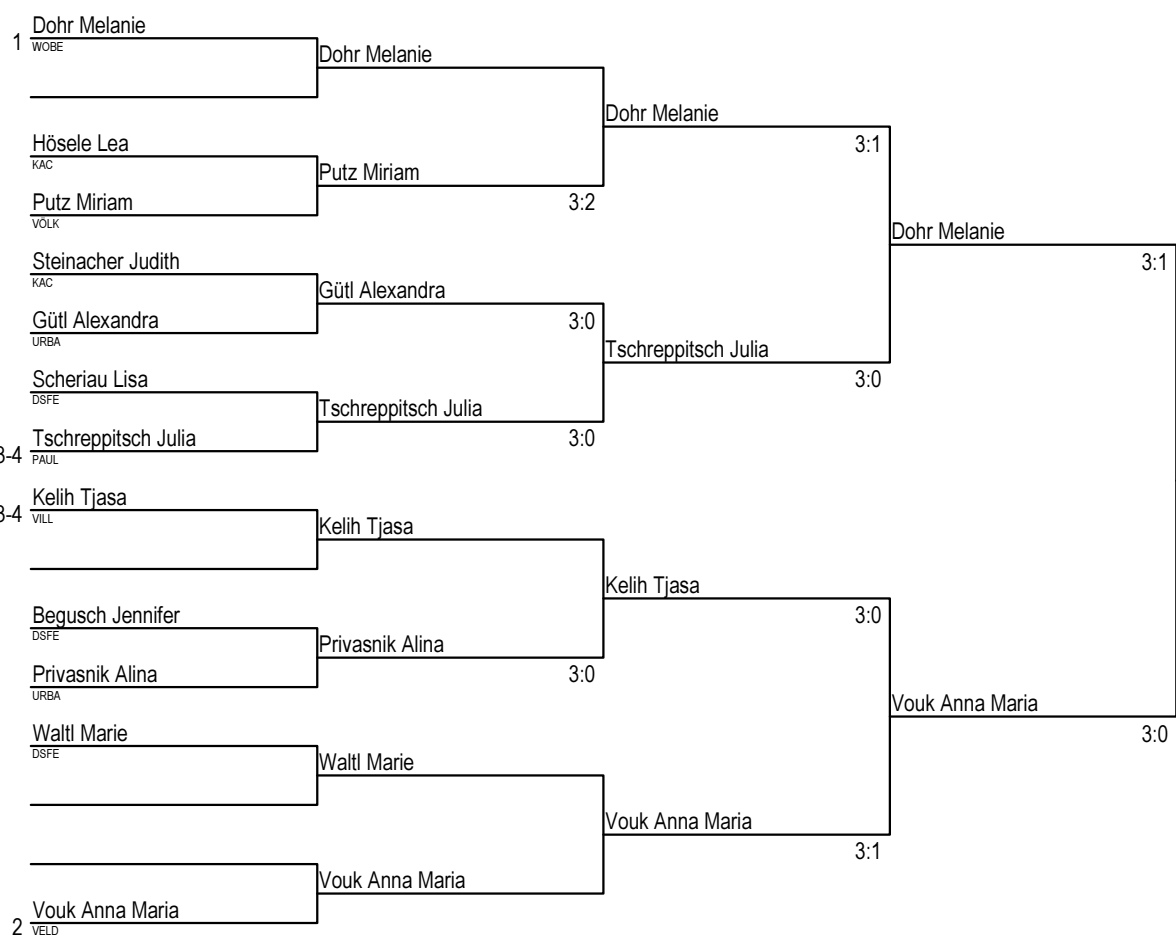 1 Dohr Melanie
WOBE
Dohr Melanie
Dohr Melanie
3:1
Hösele Lea
KAC
Putz Miriam
3:2
Putz Miriam
VÖLK
Dohr Melanie
3:1
Steinacher Judith
KAC
Gütl Alexandra
3:0
Gütl Alexandra
URBA
Tschreppitsch Julia
3:0
Scheriau Lisa
DSFE
Tschreppitsch Julia
3:0
3-4 Tschreppitsch Julia
PAUL
3-4 Kelih Tjasa
VILL
Kelih Tjasa
Kelih Tjasa
3:0
Begusch Jennifer
DSFE
Privasnik Alina
3:0
Privasnik Alina
URBA
Vouk Anna Maria
3:0
Waltl Marie
DSFE
Waltl Marie
Vouk Anna Maria
3:1
Vouk Anna Maria
2 Vouk Anna Maria
VELD